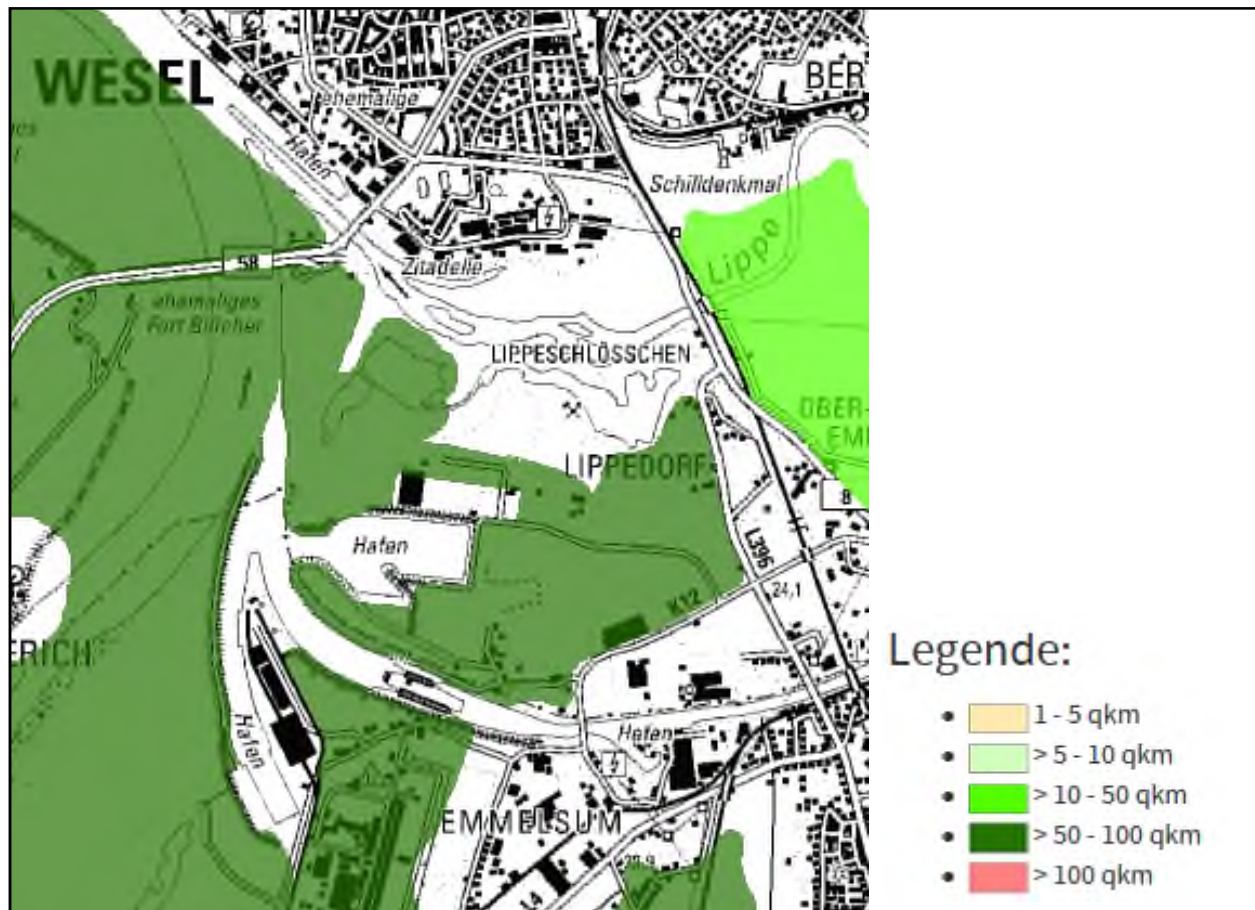 WESEL
ehemalige
BER
Hafen
Schilldenkmal
Lippe
58
Zitadelle
ehemaliges
Fort Blücher
LIPPESCHLÖSSCHEN
OBER-
EM
LIPPEDORF
8
Hafen
L396
K12
24,1
ERICH
Hafen
Hafen
EMMELSUM
L4
Legende:
1 - 5 qkm
> 5 - 10 qkm
> 10 - 50 qkm
> 50 - 100 qkm
> 100 qkm